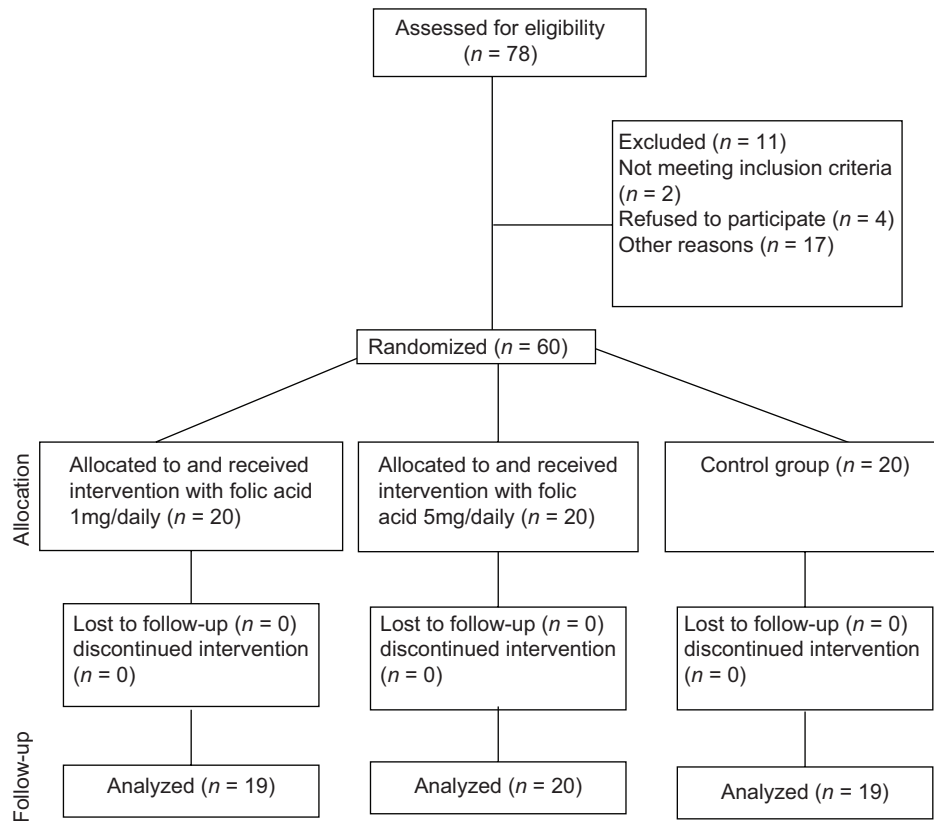 Assessed for eligibility
(n = 78)
Excluded (n = 11)
Not meeting inclusion criteria
(n = 2)
Refused to participate (n = 4)
Other reasons (n = 17)
Randomized (n = 60)
Allocation
Allocated to and received
intervention with folic acid
1mg/daily (n = 20)
Allocated to and received
intervention with folic
acid 5mg/daily (n = 20)
Control group (n = 20)
Lost to follow-up (n = 0)
discontinued intervention
(n = 0)
Lost to follow-up (n = 0)
discontinued intervention
(n = 0)
Lost to follow-up (n = 0)
discontinued intervention
(n = 0)
Follow-up
Analyzed (n = 19)
Analyzed (n = 20)
Analyzed (n = 19)